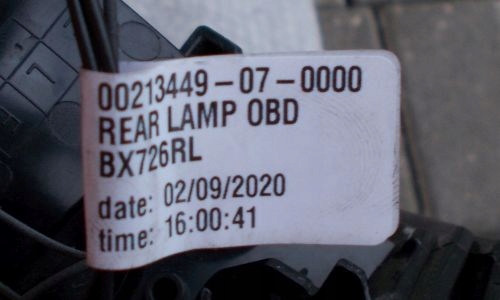 00213449-07-0000
REAR LAMP OBD
BX726RL
date: 02/09/2020
time: 16:00:41